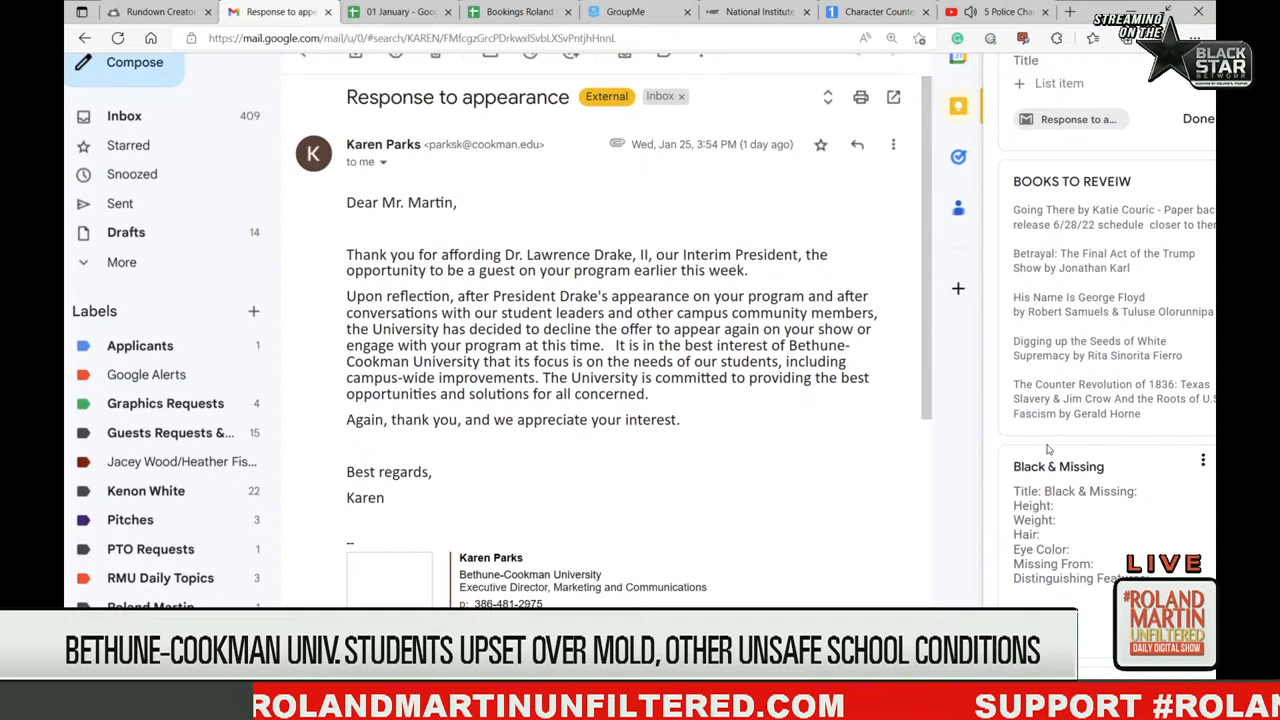 Rundown Creator
Response to appe
01 January - Goo
Bookings Roland
GroupMe
National Institute
Character Counte
5 Police Cha
STREAMING
ON THE
BLACK
STAR
NETWORK
https://mail.google.com/mail/u/0/#search/KAREN/FMfcgzGrcPDrkwxlSvbLXSvPntjhHnnL
Compose
Inbox 409
Starred
Snoozed
Sent
Drafts 14
More
Labels
Applicants 1
Google Alerts
Graphics Requests 4
Guests Requests &... 15
Jacey Wood/Heather Fis...
Kenon White 22
Pitches 3
PTO Requests 1
RMU Daily Topics 3
Roland Martin
Response to appearance External Inbox ×
K
Karen Parks <parksk@cookman.edu> Wed, Jan 25, 3:54 PM (1 day ago)
to me
Dear Mr. Martin,
Thank you for affording Dr. Lawrence Drake, II, our Interim President, the
opportunity to be a guest on your program earlier this week.
Upon reflection, after President Drake's appearance on your program and after
conversations with our student leaders and other campus community members,
the University has decided to decline the offer to appear again on your show or
engage with your program at this time. It is in the best interest of Bethune-
Cookman University that its focus is on the needs of our students, including
campus-wide improvements. The University is committed to providing the best
opportunities and solutions for all concerned.
Again, thank you, and we appreciate your interest.
Best regards,
Karen
--
Karen Parks
Bethune-Cookman University
Executive Director, Marketing and Communications
p: 386-481-2975
Title
List item
Response to a...
Done
BOOKS TO REVEIW
Going There by Katie Couric - Paper bac
release 6/28/22 schedule closer to ther
Betrayal: The Final Act of the Trump
Show by Jonathan Karl
His Name Is George Floyd
by Robert Samuels & Tuluse Olorunnipa
Digging up the Seeds of White
Supremacy by Rita Sinorita Fierro
The Counter Revolution of 1836: Texas
Slavery & Jim Crow And the Roots of U.S
Fascism by Gerald Horne
Black & Missing
Title: Black & Missing:
Height:
Weight:
Hair:
Eye Color:
Missing From:
Distinguishing Features:
LIVE
#ROLAND
MARTIN
UNFILTERED
DAILY DIGITAL SHOW
BETHUNE-COOKMAN UNIV. STUDENTS UPSET OVER MOLD, OTHER UNSAFE SCHOOL CONDITIONS
ROLANDMARTINUNFILTERED.COM SUPPORT #ROLA